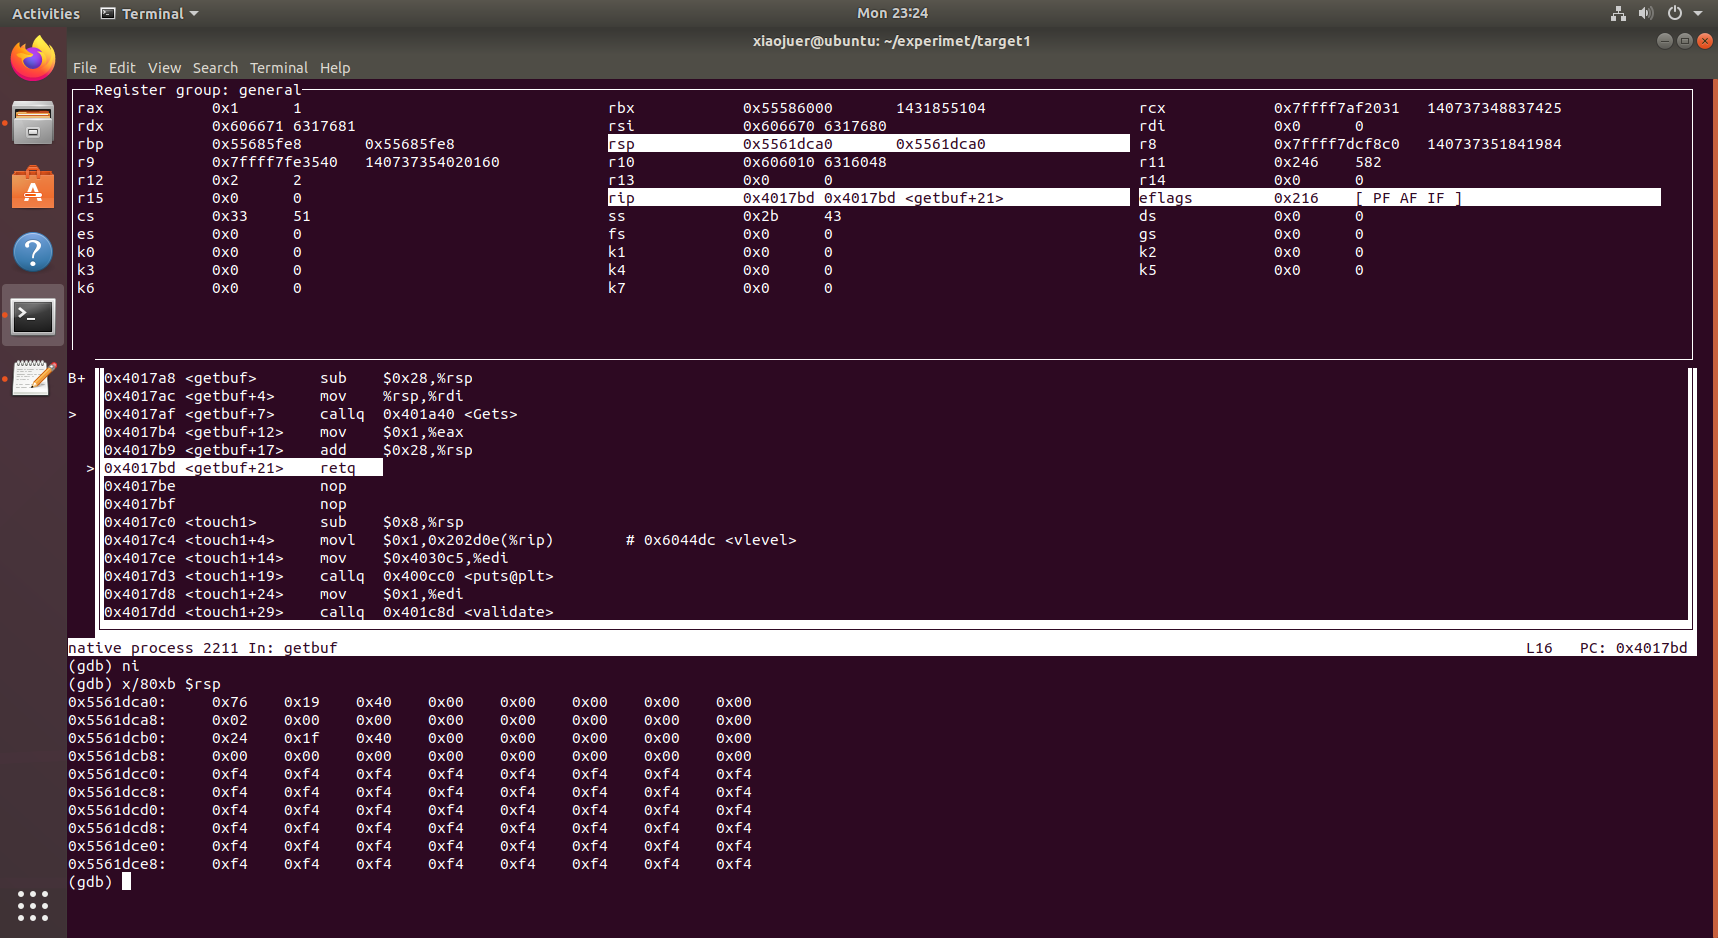 Activities Terminal Mon 23:24
xiaojuer@ubuntu: ~/experimet/target1
File Edit View Search Terminal Help
Register group: general
rax 0x1 1 rbx 0x55586000 1431855104 rcx 0x7ffff7af2031 140737348837425
rdx 0x606671 6317681 rsi 0x606670 6317680 rdi 0x0 0
rbp 0x55685fe8 0x55685fe8 rsp 0x5561dca0 0x5561dca0 r8 0x7ffff7dcf8c0 140737351841984
r9 0x7ffff7fe3540 140737354020160 r10 0x606010 6316048 r11 0x246 582
r12 0x2 2 r13 0x0 0 r14 0x0 0
r15 0x0 0 rip 0x4017bd 0x4017bd <getbuf+21> eflags 0x216 [ PF AF IF ]
cs 0x33 51 ss 0x2b 43 ds 0x0 0
es 0x0 0 fs 0x0 0 gs 0x0 0
k0 0x0 0 k1 0x0 0 k2 0x0 0
k3 0x0 0 k4 0x0 0 k5 0x0 0
k6 0x0 0 k7 0x0 0
B+ 0x4017a8 <getbuf> sub $0x28,%rsp
0x4017ac <getbuf+4> mov %rsp,%rdi
> 0x4017af <getbuf+7> callq 0x401a40 <Gets>
0x4017b4 <getbuf+12> mov $0x1,%eax
0x4017b9 <getbuf+17> add $0x28,%rsp
> 0x4017bd <getbuf+21> retq
0x4017be nop
0x4017bf nop
0x4017c0 <touch1> sub $0x8,%rsp
0x4017c4 <touch1+4> movl $0x1,0x202d0e(%rip) # 0x6044dc <vlevel>
0x4017ce <touch1+14> mov $0x4030c5,%edi
0x4017d3 <touch1+19> callq 0x400cc0 <puts@plt>
0x4017d8 <touch1+24> mov $0x1,%edi
0x4017dd <touch1+29> callq 0x401c8d <validate>
native process 2211 In: getbuf L16 PC: 0x4017bd
(gdb) ni
(gdb) x/80xb $rsp
0x5561dca0: 0x76 0x19 0x40 0x00 0x00 0x00 0x00 0x00
0x5561dca8: 0x02 0x00 0x00 0x00 0x00 0x00 0x00 0x00
0x5561dcb0: 0x24 0x1f 0x40 0x00 0x00 0x00 0x00 0x00
0x5561dcb8: 0x00 0x00 0x00 0x00 0x00 0x00 0x00 0x00
0x5561dcc0: 0xf4 0xf4 0xf4 0xf4 0xf4 0xf4 0xf4 0xf4
0x5561dcc8: 0xf4 0xf4 0xf4 0xf4 0xf4 0xf4 0xf4 0xf4
0x5561dcd0: 0xf4 0xf4 0xf4 0xf4 0xf4 0xf4 0xf4 0xf4
0x5561dcd8: 0xf4 0xf4 0xf4 0xf4 0xf4 0xf4 0xf4 0xf4
0x5561dce0: 0xf4 0xf4 0xf4 0xf4 0xf4 0xf4 0xf4 0xf4
0x5561dce8: 0xf4 0xf4 0xf4 0xf4 0xf4 0xf4 0xf4 0xf4
(gdb)